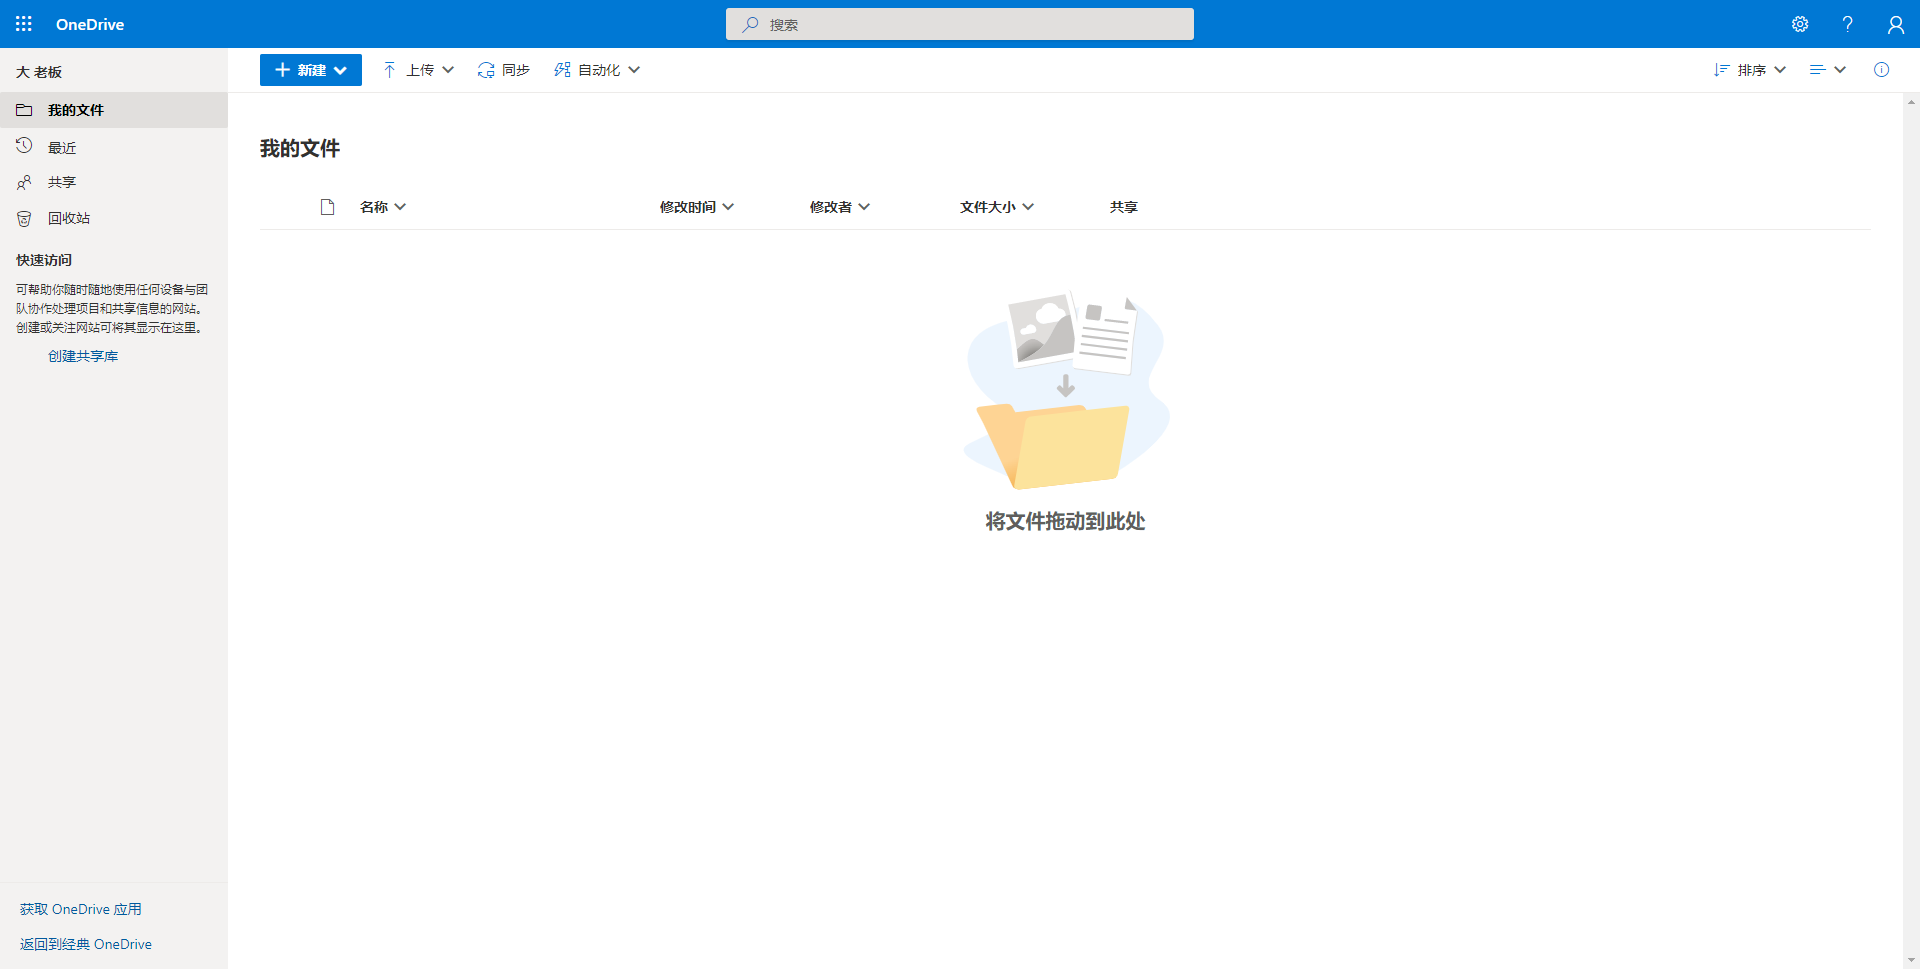 OneDrive
搜索
大 老板
新建
上传
同步
自动化
排序
我的文件
最近
共享
回收站
快速访问
可帮助你随时随地使用任何设备与团
队协作处理项目和共享信息的网站。
创建或关注网站可将其显示在这里。
创建共享库
我的文件
名称
修改时间
修改者
文件大小
共享
将文件拖动到此处
获取 OneDrive 应用
返回到经典 OneDrive